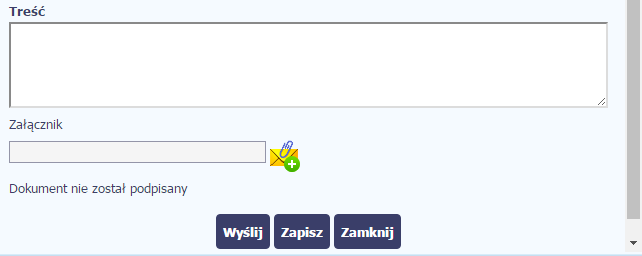 Treść
Załącznik
Dokument nie został podpisany
Wyślij Zapisz Zamknij